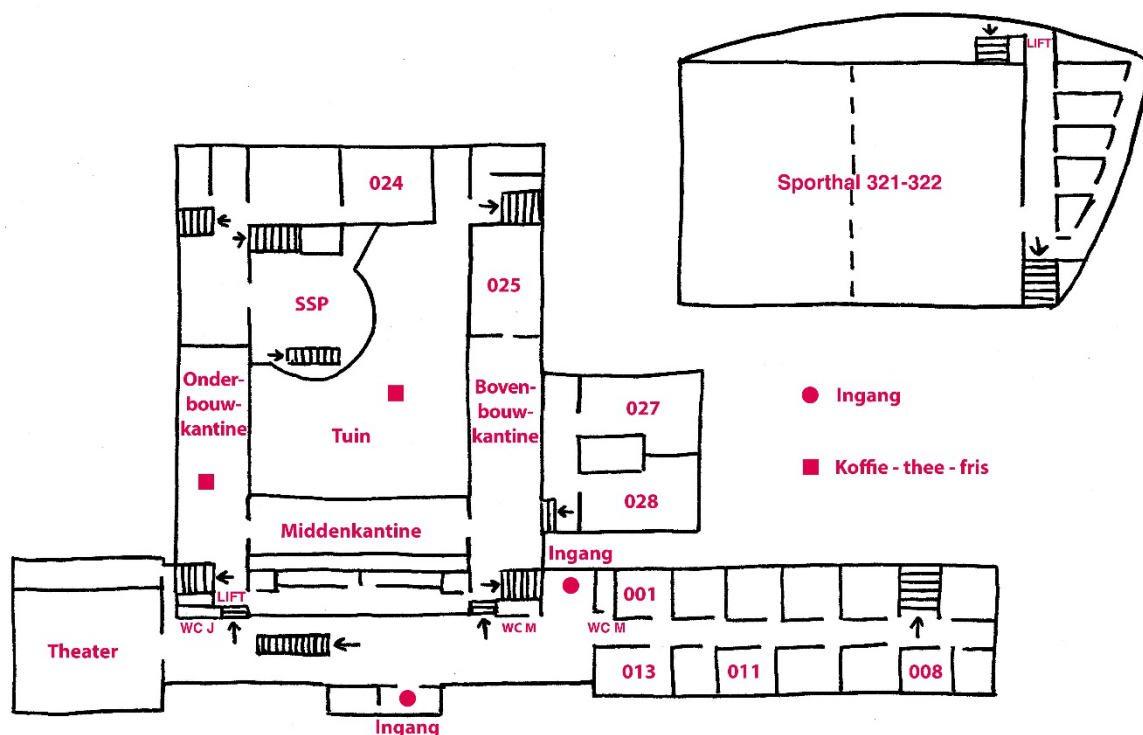 LIFT
Sporthal 321-322
024
025
SSP
Onder-
bouw-
kantine
Boven-
bouw-
kantine
Tuin
027
028
Ingang
Koffie - thee - fris
Middenkantine
Ingang
LIFT
001
WC J
WC M
WC M
Theater
013
011
008
Ingang